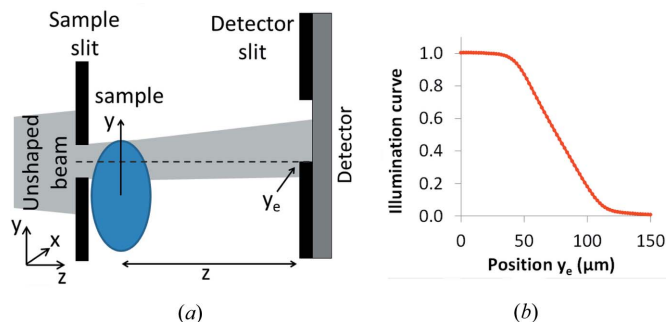 Sample
slit
Detector
slit
sample
y
Unshaped
beam
Detector
yₑ
y
x
z
z
(a)
Illumination curve
1.0
0.8
0.6
0.4
0.2
0.0
0
50
100
150
Position yₑ (μm)
(b)